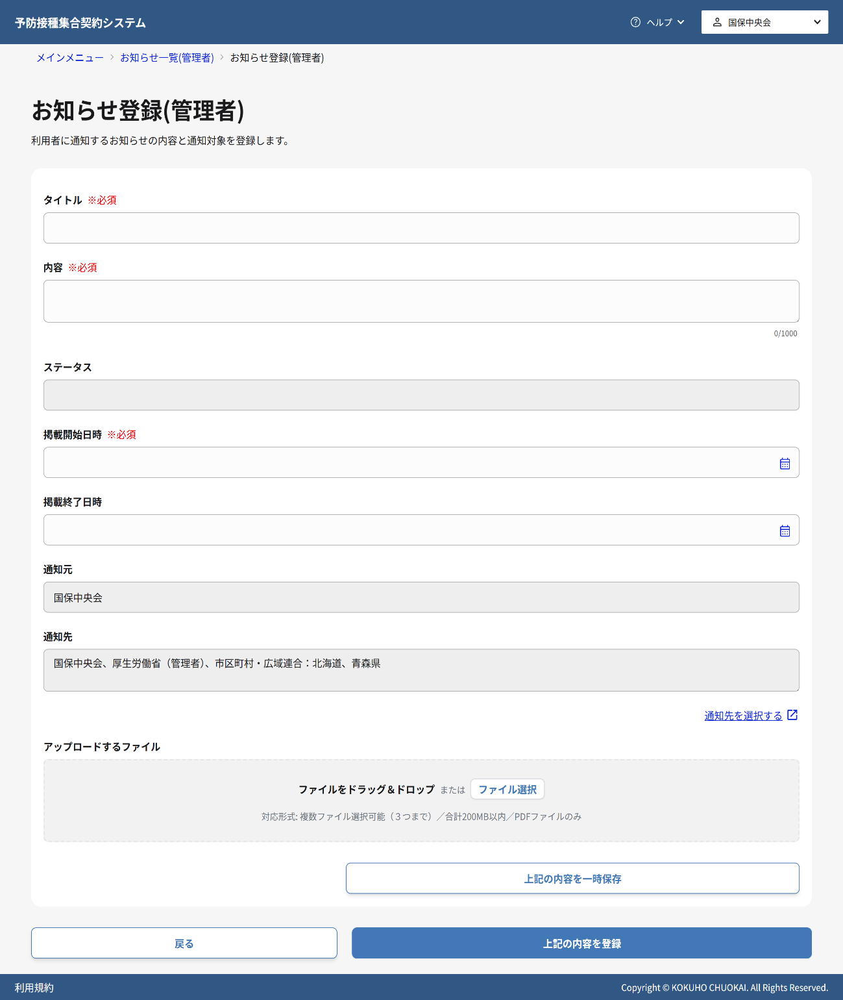 予防接種集合契約システム
ヘルプ
国保中央会
メインメニュー > お知らせ一覧(管理者) > お知らせ登録(管理者)
お知らせ登録(管理者)
利用者に通知するお知らせの内容と通知対象を登録します。
タイトル ※必須
内容 ※必須
0/1000
ステータス
掲載開始日時 ※必須
掲載終了日時
通知元
国保中央会
通知先
国保中央会、厚生労働省（管理者）、市区町村・広域連合：北海道、青森県
通知先を選択する
アップロードするファイル
ファイルをドラッグ＆ドロップ または ファイル選択
対応形式: 複数ファイル選択可能（３つまで）／合計200MB以内／PDFファイルのみ
上記の内容を一時保存
戻る
上記の内容を登録
利用規約
Copyright © KOKUHO CHUOKAI. All Rights Reserved.